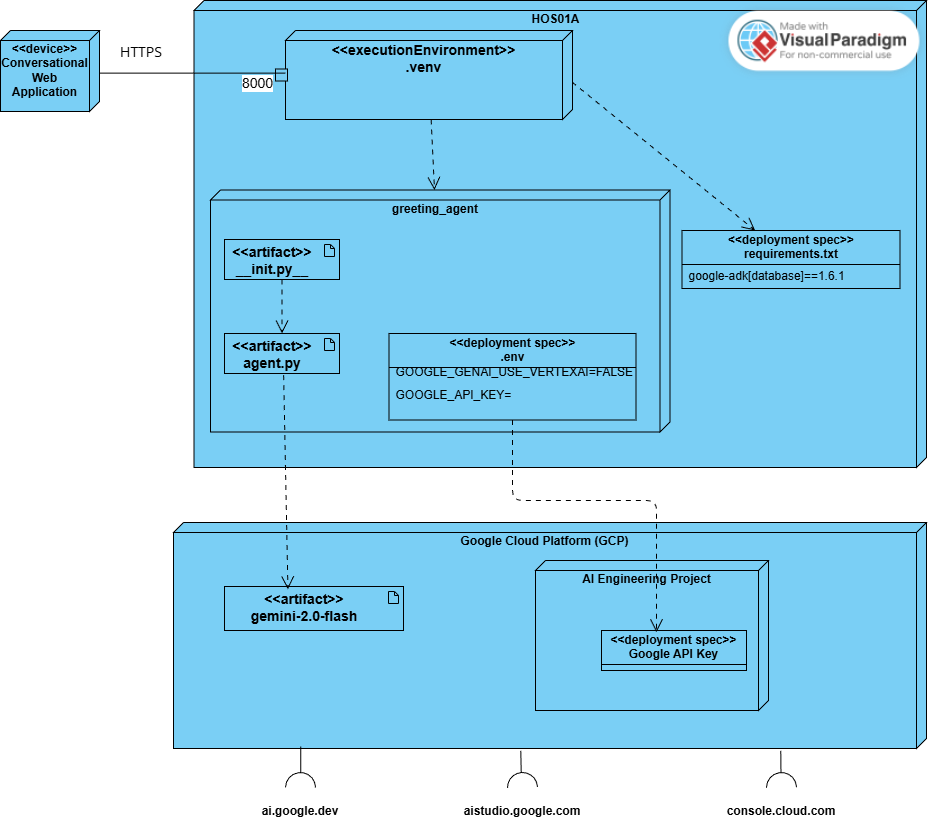 HOS01A
Made with
Visual Paradigm
For non-commercial use
<<device>>
Conversational
Web
Application
HTTPS
8000
<<executionEnvironment>>
.venv
greeting_agent
<<artifact>>
__init.py__
<<deployment spec>>
requirements.txt
google-adk[database]==1.6.1
<<artifact>>
agent.py
<<deployment spec>>
.env
GOOGLE_GENAI_USE_VERTEXAI=FALSE
GOOGLE_API_KEY=
Google Cloud Platform (GCP)
AI Engineering Project
<<artifact>>
gemini-2.0-flash
<<deployment spec>>
Google API Key
ai.google.dev
aistudio.google.com
console.cloud.com